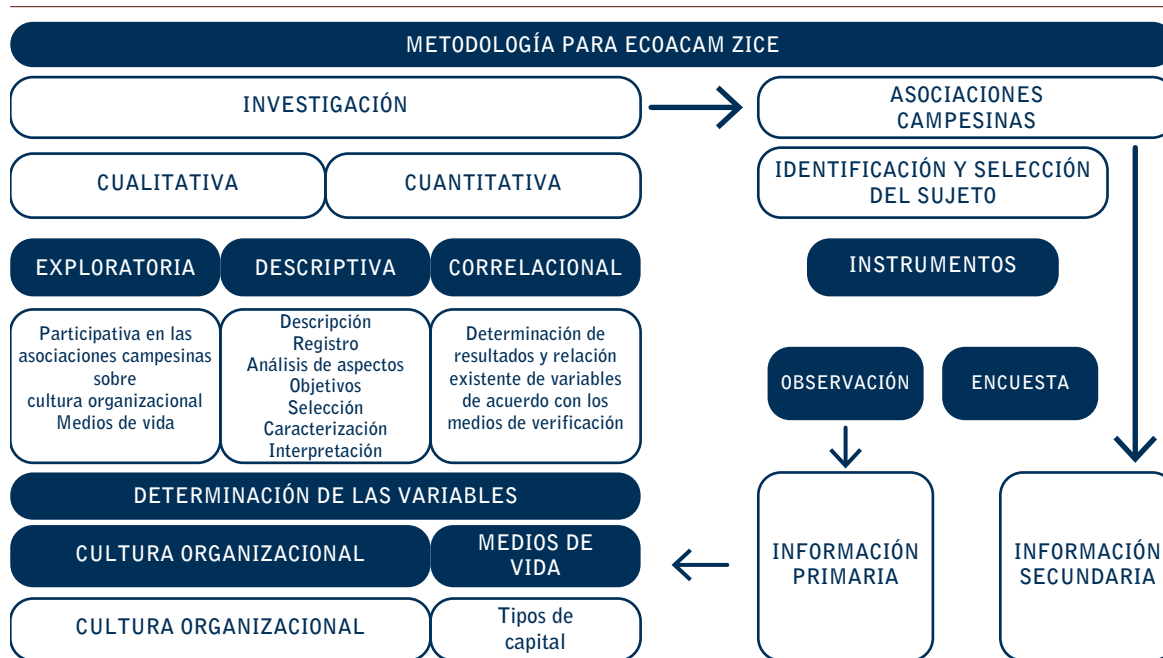 METODOLOGÍA PARA ECOACAM ZICE
INVESTIGACIÓN
ASOCIACIONES
CAMPESINAS
CUALITATIVA
CUANTITATIVA
IDENTIFICACIÓN Y SELECCIÓN
DEL SUJETO
EXPLORATORIA
DESCRIPTIVA
CORRELACIONAL
INSTRUMENTOS
Participativa en las
asociaciones campesinas
sobre
cultura organizacional
Medios de vida
Descripción
Registro
Análisis de aspectos
Objetivos
Selección
Caracterización
Interpretación
Determinación de
resultados y relación
existente de variables
de acuerdo con los
medios de verificación
OBSERVACIÓN
ENCUESTA
DETERMINACIÓN DE LAS VARIABLES
CULTURA ORGANIZACIONAL
MEDIOS DE
VIDA
INFORMACIÓN
PRIMARIA
INFORMACIÓN
SECUNDARIA
CULTURA ORGANIZACIONAL
Tipos de
capital